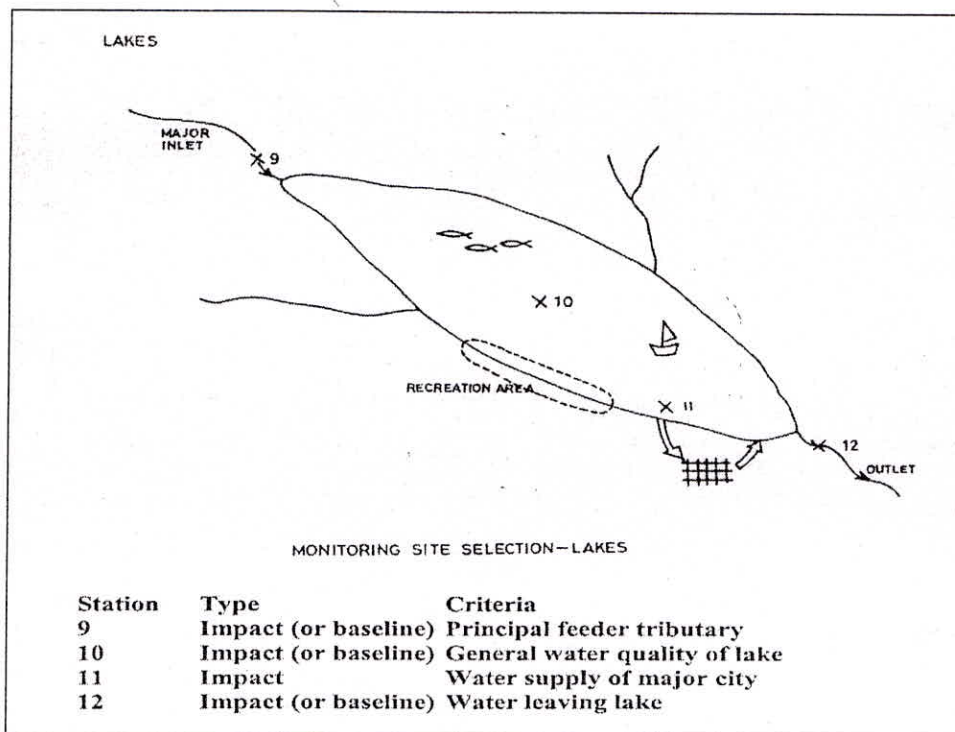 LAKES
MAJOR
INLET
9
10
RECREATION AREA
11
12
OUTLET
MONITORING SITE SELECTION—LAKES
Station Type Criteria
9 Impact (or baseline) Principal feeder tributary
10 Impact (or baseline) General water quality of lake
11 Impact Water supply of major city
12 Impact (or baseline) Water leaving lake